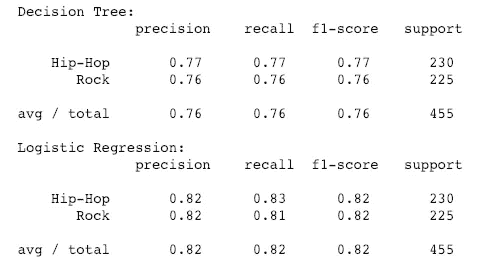 Decision Tree:
precision recall f1-score support
Hip-Hop 0.77 0.77 0.77 230
Rock 0.76 0.76 0.76 225
avg / total 0.76 0.76 0.76 455
Logistic Regression:
precision recall f1-score support
Hip-Hop 0.82 0.83 0.82 230
Rock 0.82 0.81 0.82 225
avg / total 0.82 0.82 0.82 455